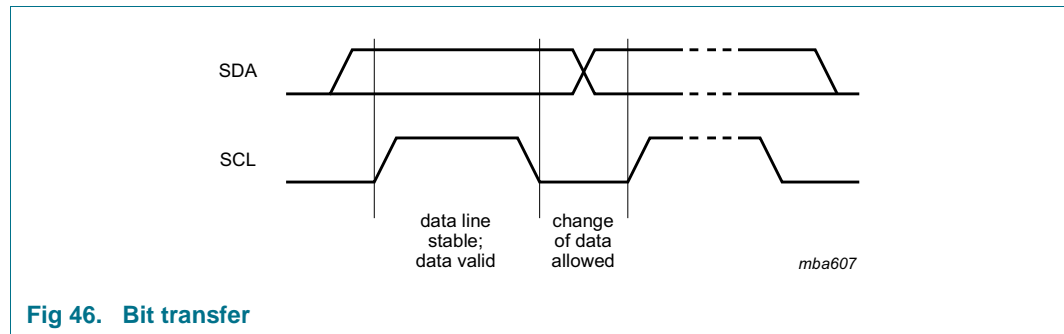 SDA
SCL
data line
stable;
data valid
change
of data
allowed
mba607
Fig 46. Bit transfer